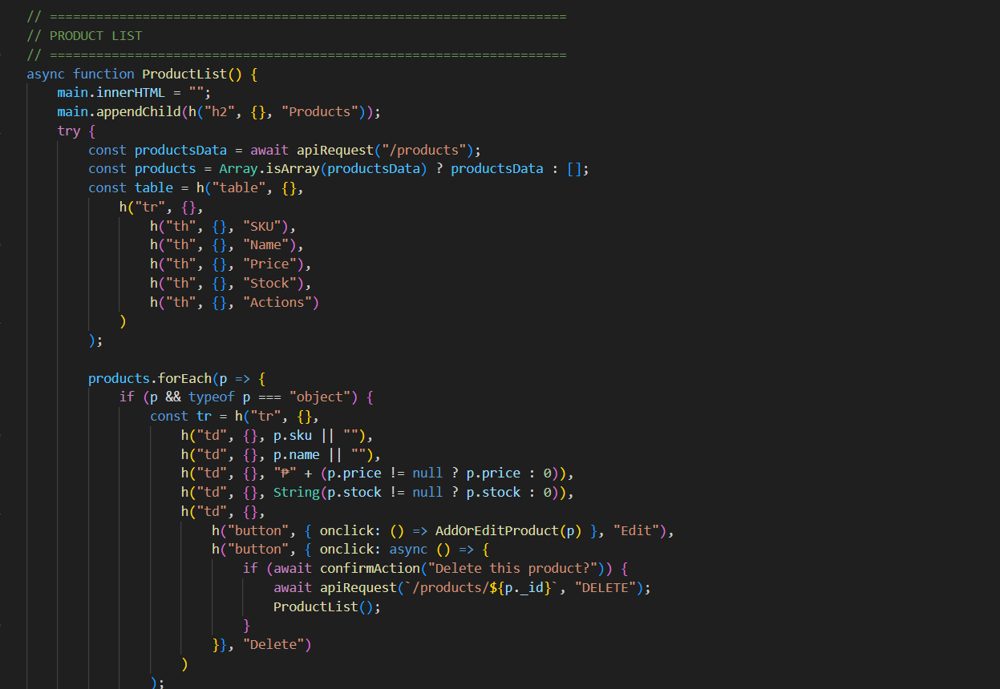 // ===================================================================
// PRODUCT LIST
// ===================================================================
async function ProductList() {
    main.innerHTML = "";
    main.appendChild(h("h2", {}, "Products"));
    try {
        const productsData = await apiRequest("/products");
        const products = Array.isArray(productsData) ? productsData : [];
        const table = h("table", {},
            h("tr", {},
                h("th", {}, "SKU"),
                h("th", {}, "Name"),
                h("th", {}, "Price"),
                h("th", {}, "Stock"),
                h("th", {}, "Actions")
            )
        );
        products.forEach(p => {
            if (p && typeof p === "object") {
                const tr = h("tr", {},
                    h("td", {}, p.sku || ""),
                    h("td", {}, p.name || ""),
                    h("td", {}, "₱" + (p.price != null ? p.price : 0)),
                    h("td", {}, String(p.stock != null ? p.stock : 0)),
                    h("td", {},
                        h("button", { onclick: () => AddOrEditProduct(p) }, "Edit"),
                        h("button", { onclick: async () => {
                            if (await confirmAction("Delete this product?")) {
                                await apiRequest(`/products/${p._id}`, "DELETE");
                                ProductList();
                            }
                        }}, "Delete")
                    )
                );